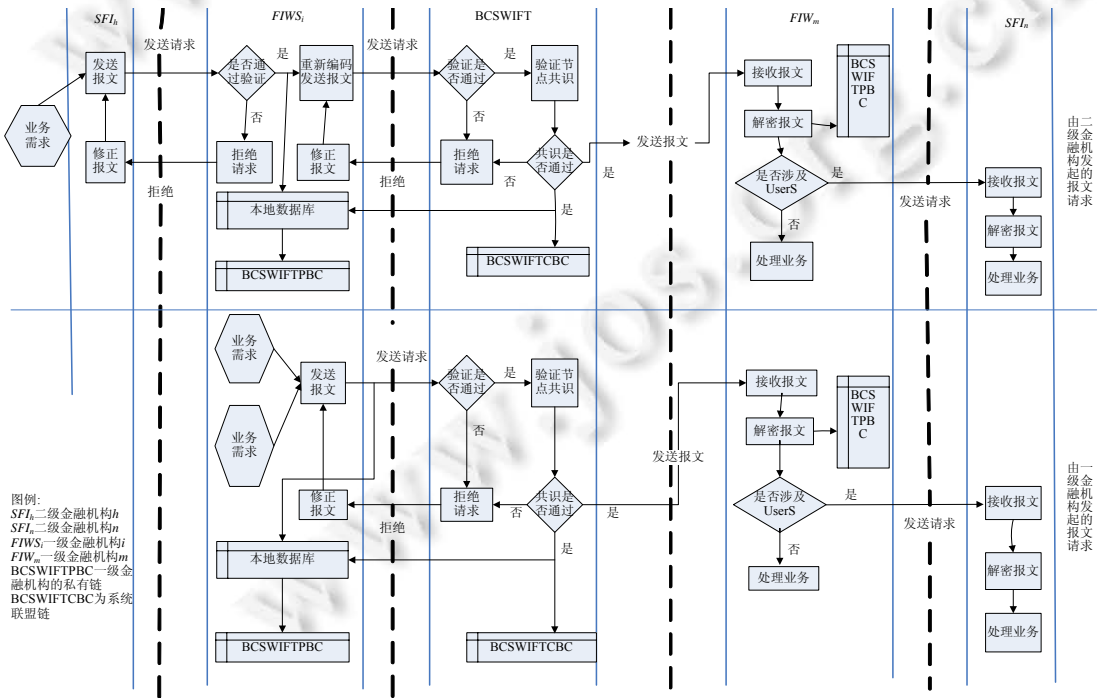 SFIh
FIWSi
BCSWIFT
FIWm
SFIn
发送请求
发送请求
发送
报文
是否通
过验证
是
重新编码
发送报文
验证是
否通过
是
验证节
点共识
接收报文
BCS
WIF
TPB
C
业务
需求
否
否
解密报文
修正
报文
拒绝
请求
修正
报文
拒绝
请求
共识是
否通过
发送报文
拒绝
拒绝
否
是
是否涉及
UserS
是
发送请求
接收报文
本地数据库
是
否
解密报文
BCSWIFTPBC
BCSWIFTCBC
处理业务
处理业务
由二级金融机构发起的报文请求
业务
需求
发送请求
发送
报文
验证是
否通过
是
验证节
点共识
接收报文
BCS
WIF
TPB
C
业务
需求
否
解密报文
发送报文
修正
报文
拒绝
请求
共识是
否通过
否
是
拒绝
是否涉及
UserS
是
发送请求
接收报文
本地数据库
是
否
处理业务
解密报文
BCSWIFTPBC
BCSWIFTCBC
处理业务
由一级金融机构发起的报文请求
图例:
SFIh二级金融机构h
SFIn二级金融机构n
FIWSi一级金融机构i
FIWm一级金融机构m
BCSWIFTPBC一级金
融机构的私有链
BCSWIFTCBC为系统
联盟链